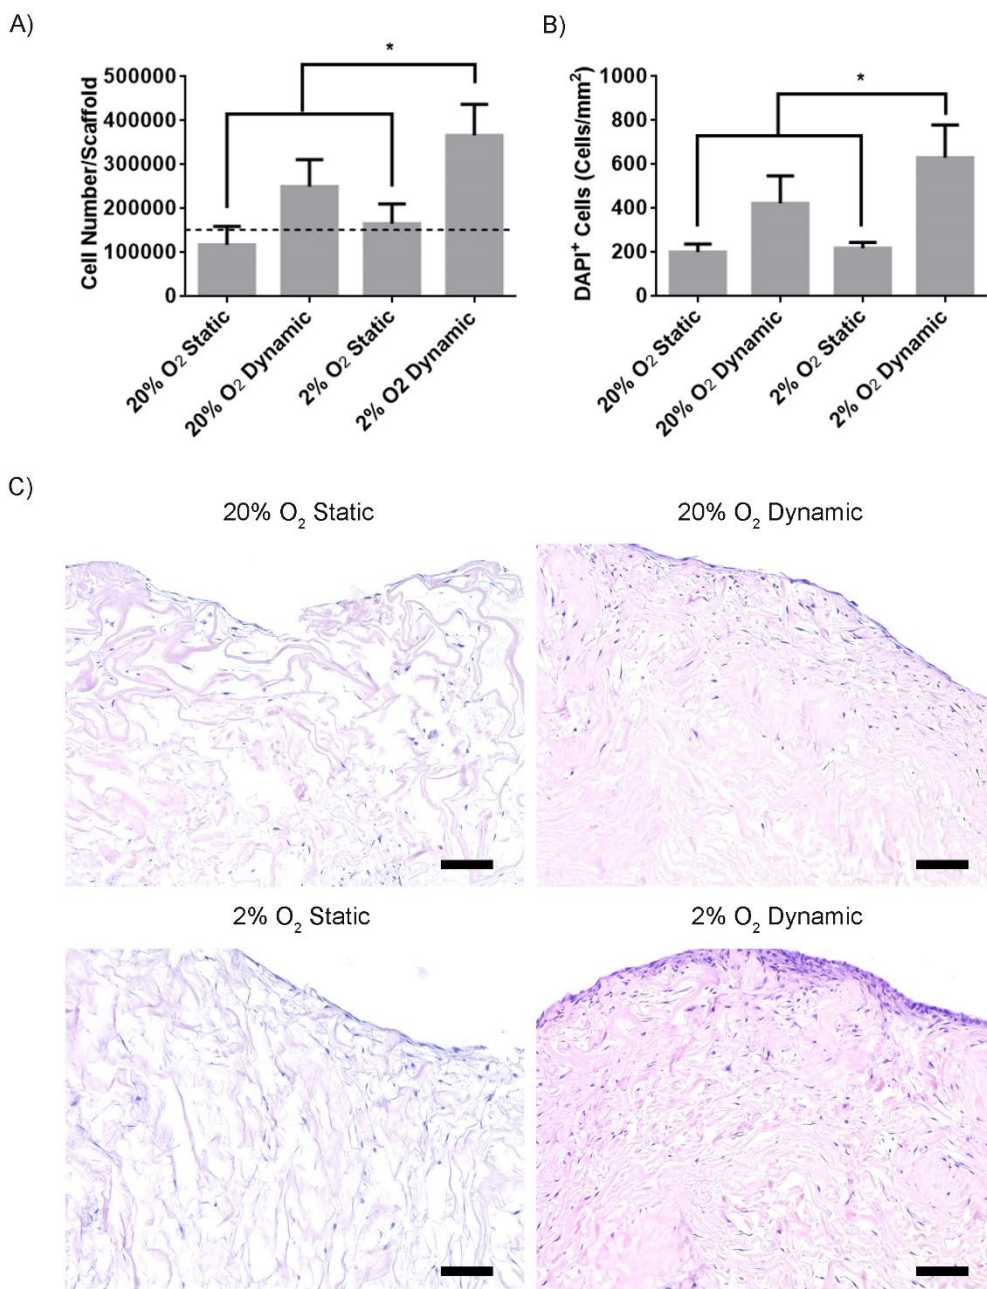 A)
Cell Number/Scaffold
500000
400000
300000
200000
100000
0
*
20% O₂ Static
20% O₂ Dynamic
2% O₂ Static
2% O2 Dynamic
B)
DAPI⁺ Cells (Cells/mm²)
1000
800
600
400
200
0
*
20% O₂ Static
20% O₂ Dynamic
2% O₂ Static
2% O₂ Dynamic
C)
20% O₂ Static
20% O₂ Dynamic
2% O₂ Static
2% O₂ Dynamic